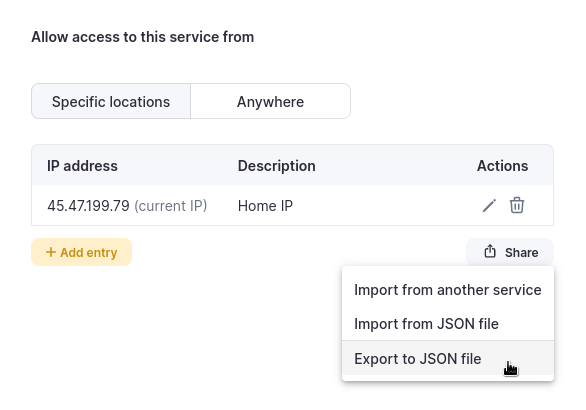 Allow access to this service from
Specific locations Anywhere
IP address Description Actions
45.47.199.79 (current IP) Home IP
+ Add entry Share
Import from another service
Import from JSON file
Export to JSON file